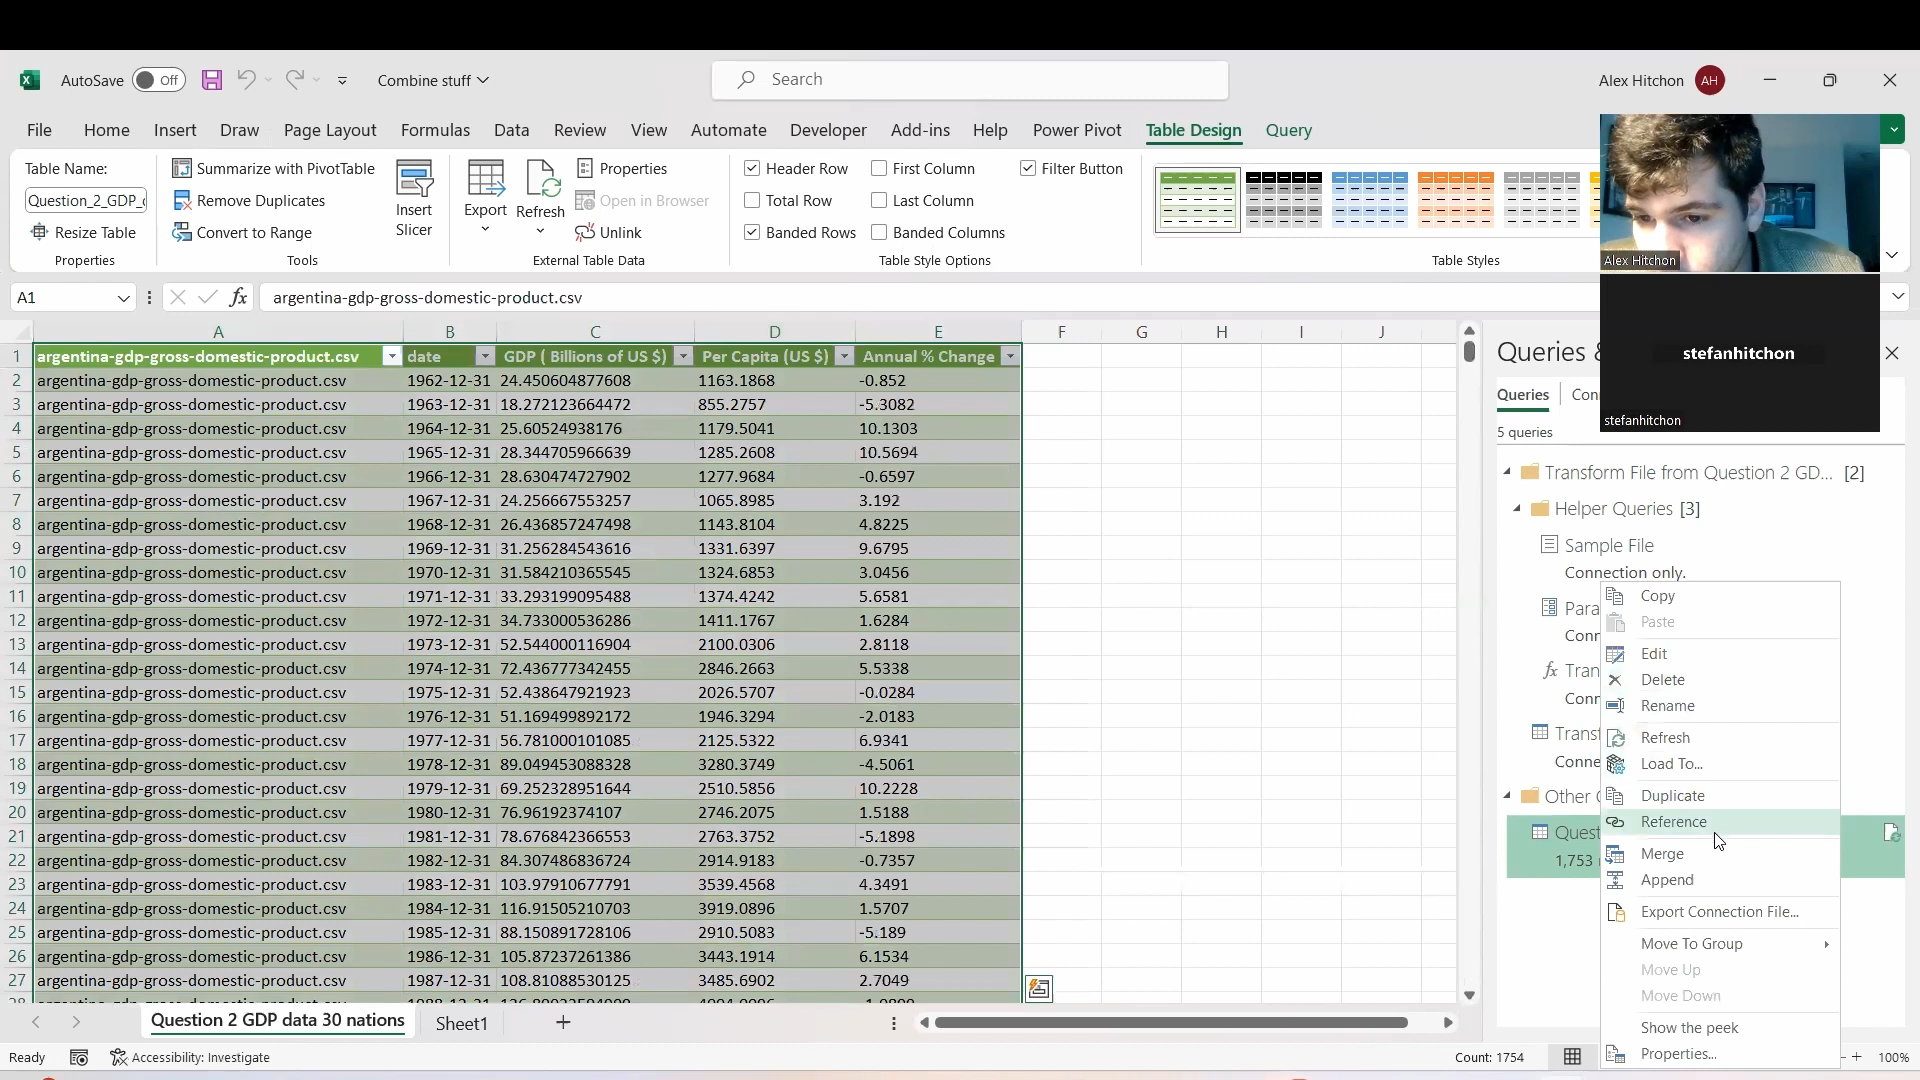 AutoSave Off Combine stuff Search Alex Hitchon AH
File Home Insert Draw Page Layout Formulas Data Review View Automate Developer Add-ins Help Power Pivot Table Design Query
Table Name:
Question_2_GDP_
Resize Table
Properties
Summarize with PivotTable
Remove Duplicates
Convert to Range
Tools
Insert
Slicer
Export
Refresh
Properties
Open in Browser
Unlink
External Table Data
Header Row First Column Filter Button
Total Row Last Column
Banded Rows Banded Columns
Table Style Options
Table Styles
Alex Hitchon
stefanhitchon
stefanhitchon
A1 fx argentina-gdp-gross-domestic-product.csv
A B C D E F G H I J
1 argentina-gdp-gross-domestic-product.csv date GDP ( Billions of US $) Per Capita (US $) Annual % Change
2 argentina-gdp-gross-domestic-product.csv 1962-12-31 24.450604877608 1163.1868 -0.852
3 argentina-gdp-gross-domestic-product.csv 1963-12-31 18.272123664472 855.2757 -5.3082
4 argentina-gdp-gross-domestic-product.csv 1964-12-31 25.60524938176 1179.5041 10.1303
5 argentina-gdp-gross-domestic-product.csv 1965-12-31 28.344705966639 1285.2608 10.5694
6 argentina-gdp-gross-domestic-product.csv 1966-12-31 28.630474727902 1277.9684 -0.6597
7 argentina-gdp-gross-domestic-product.csv 1967-12-31 24.256667553257 1065.8985 3.192
8 argentina-gdp-gross-domestic-product.csv 1968-12-31 26.436857247498 1143.8104 4.8225
9 argentina-gdp-gross-domestic-product.csv 1969-12-31 31.256284543616 1331.6397 9.6795
10 argentina-gdp-gross-domestic-product.csv 1970-12-31 31.584210365545 1324.6853 3.0456
11 argentina-gdp-gross-domestic-product.csv 1971-12-31 33.293199095488 1374.4242 5.6581
12 argentina-gdp-gross-domestic-product.csv 1972-12-31 34.733000536286 1411.1767 1.6284
13 argentina-gdp-gross-domestic-product.csv 1973-12-31 52.544000116904 2100.0306 2.8118
14 argentina-gdp-gross-domestic-product.csv 1974-12-31 72.436777342455 2846.2663 5.5338
15 argentina-gdp-gross-domestic-product.csv 1975-12-31 52.438647921923 2026.5707 -0.0284
16 argentina-gdp-gross-domestic-product.csv 1976-12-31 51.169499892172 1946.3294 -2.0183
17 argentina-gdp-gross-domestic-product.csv 1977-12-31 56.781000101085 2125.5322 6.9341
18 argentina-gdp-gross-domestic-product.csv 1978-12-31 89.049453088328 3280.3749 -4.5061
19 argentina-gdp-gross-domestic-product.csv 1979-12-31 69.252328951644 2510.5856 10.2228
20 argentina-gdp-gross-domestic-product.csv 1980-12-31 76.96192374107 2746.2075 1.5188
21 argentina-gdp-gross-domestic-product.csv 1981-12-31 78.676842366553 2763.3752 -5.1898
22 argentina-gdp-gross-domestic-product.csv 1982-12-31 84.307486836724 2914.9183 -0.7357
23 argentina-gdp-gross-domestic-product.csv 1983-12-31 103.97910677791 3539.4568 4.3491
24 argentina-gdp-gross-domestic-product.csv 1984-12-31 116.91505210703 3919.0896 1.5707
25 argentina-gdp-gross-domestic-product.csv 1985-12-31 88.150891728106 2910.5083 -5.189
26 argentina-gdp-gross-domestic-product.csv 1986-12-31 105.87237261386 3443.1914 6.1534
27 argentina-gdp-gross-domestic-product.csv 1987-12-31 108.81088530125 3485.6902 2.7049
Queries &
Queries Con
5 queries
Transform File from Question 2 GD... [2]
Helper Queries [3]
Sample File
Connection only.
Para
Conn
fx Tran
Conn
Transf
Conne
Other
Quest
1,753
Copy
Paste
Edit
Delete
Rename
Refresh
Load To...
Duplicate
Reference
Merge
Append
Export Connection File...
Move To Group
Move Up
Move Down
Show the peek
Properties...
Question 2 GDP data 30 nations Sheet1
Ready Accessibility: Investigate Count: 1754 100%